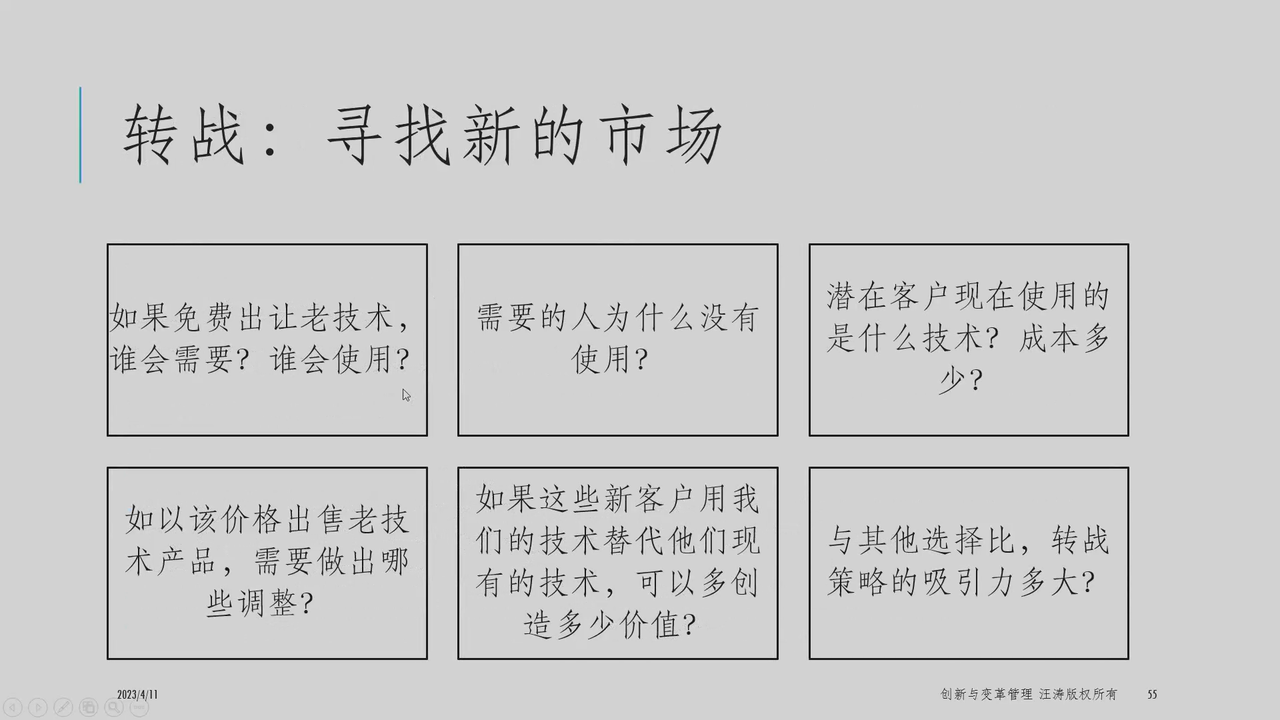 转战：寻找新的市场
如果免费出让老技术，
谁会需要？谁会使用？
需要的人为什么没有
使用？
潜在客户现在使用的
是什么技术？成本多
少？
如以该价格出售老技
术产品，需要做出哪
些调整？
如果这些新客户用我
们的技术替代他们现
有的技术，可以多创
造多少价值？
与其他选择比，转战
策略的吸引力多大？
2023/4/11
创新与变革管理 汪涛版权所有
55